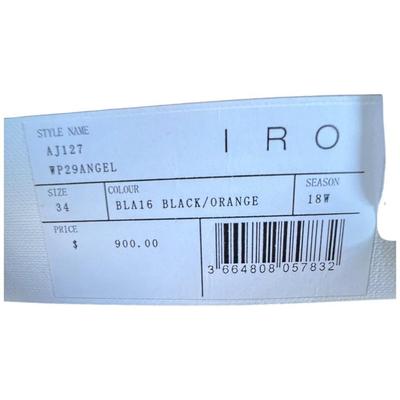 STYLE NAME
AJ127
WP29ANGEL
IRO
SIZE
34
COLOUR
BLA16 BLACK/ORANGE
SEASON
18W
PRICE
$ 900.00
3 664808 057832